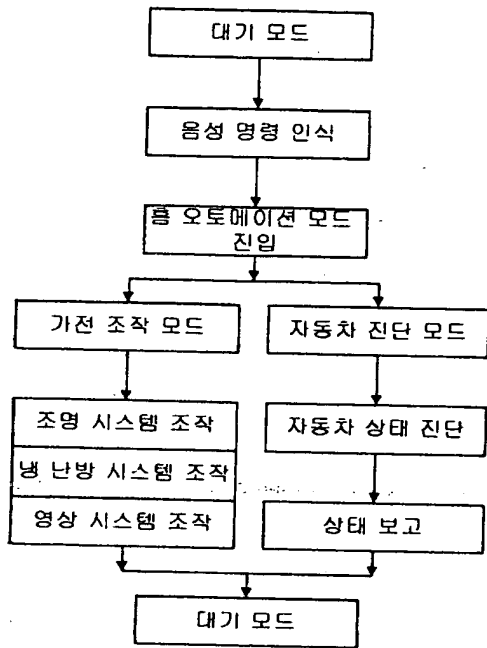 대기 모드
음성 명령 인식
홈 오토메이션 모드
진입
가전 조작 모드
자동차 진단 모드
조명 시스템 조작
자동차 상태 진단
냉 난방 시스템 조작
영상 시스템 조작
상태 보고
대기 모드